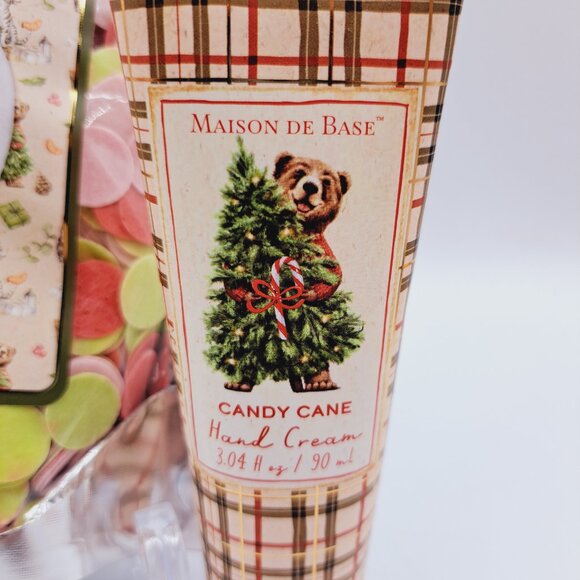 MAISON DE BASE™
CANDY CANE
Hand Cream
3.04 fl oz / 90 mL